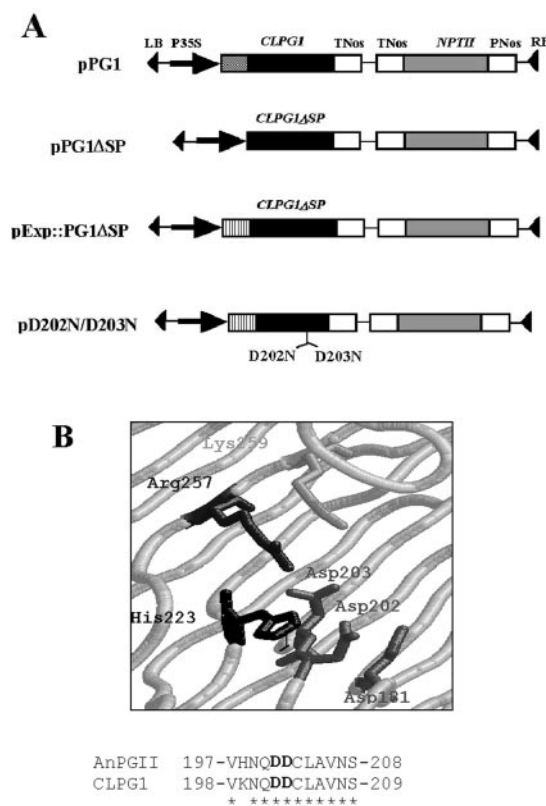 A
LB P35S CLPG1 TNos TNos NPTII PNos RB
pPG1
CLPG1ΔSP
pPG1ΔSP
CLPG1ΔSP
pExp::PG1ΔSP
pD202N/D203N
D202N D203N
B
Lys259
Arg257
Asp203
Asp202
His223
Asp181
AnPGII 197-VHNQDDCLAVNS-208
CLPG1 198-VKNQDDCLAVNS-209
* **********